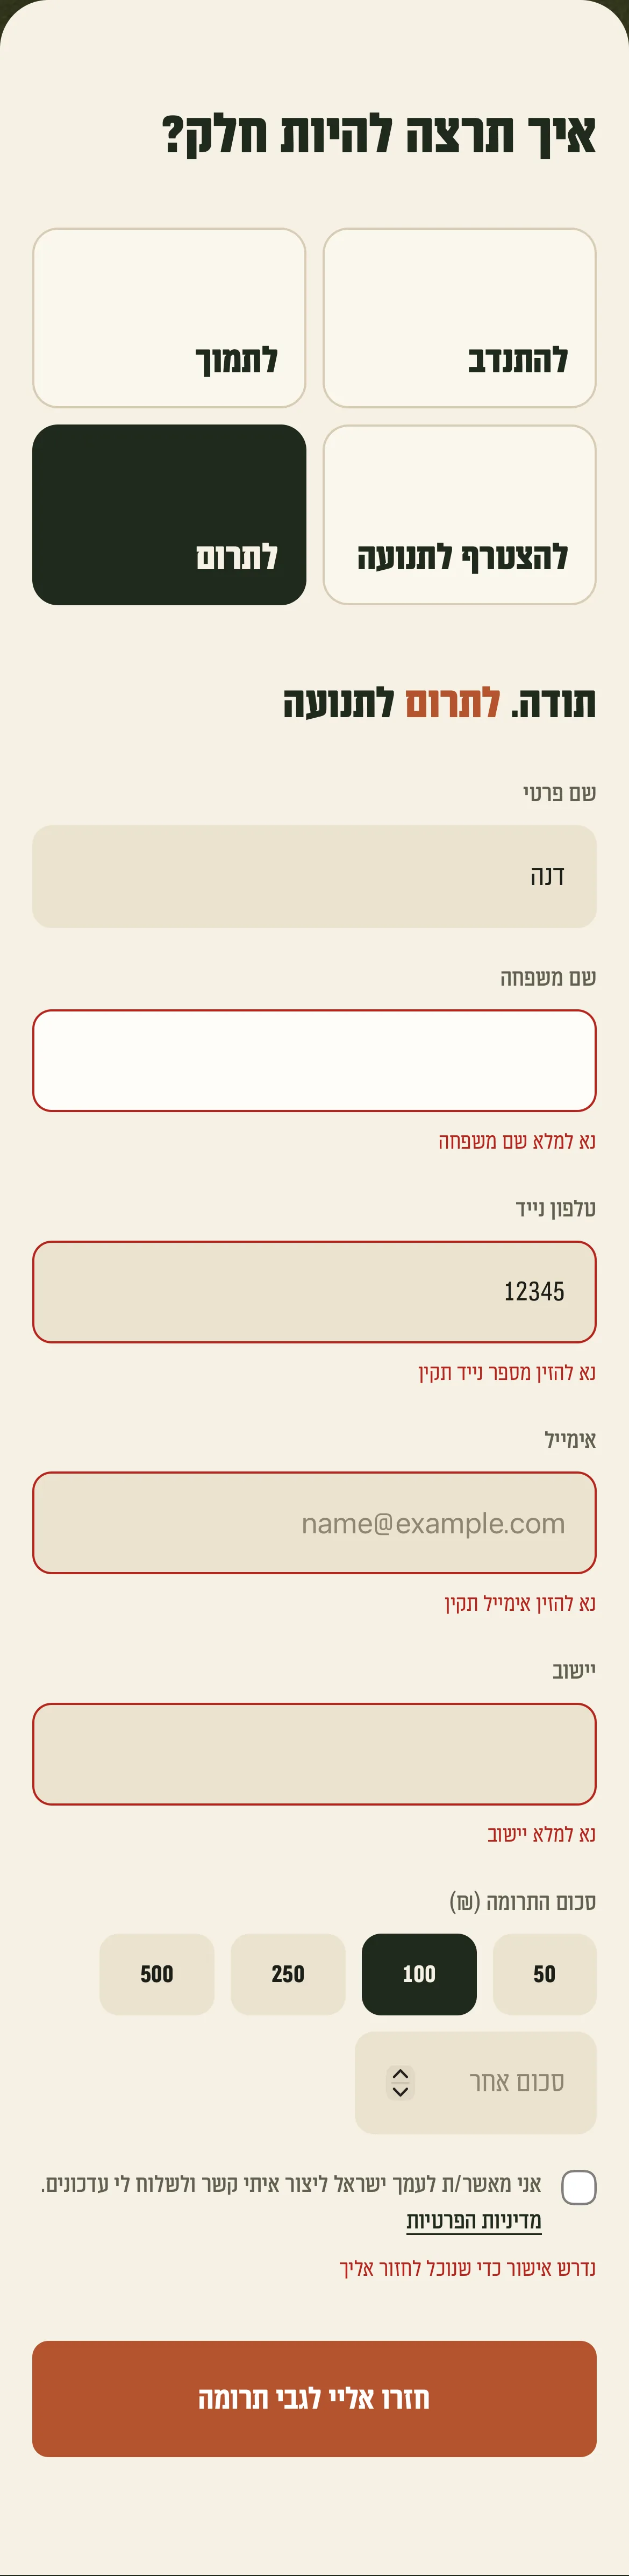 איך תרצה להיות חלק?
להתנדב
לתמוך
להצטרף לתנועה
לתרום
תודה. לתרום לתנועה
שם פרטי
דנה
שם משפחה
נא למלא שם משפחה
טלפון נייד
12345
נא להזין מספר נייד תקין
אימייל
name@example.com
נא להזין אימייל תקין
יישוב
נא למלא יישוב
סכום התרומה (₪)
50
100
250
500
סכום אחר
אני מאשר/ת לעמך ישראל ליצור איתי קשר ולשלוח לי עדכונים.
מדיניות הפרטיות
נדרש אישור כדי שנוכל לחזור אליך
חזרו אליי לגבי תרומה